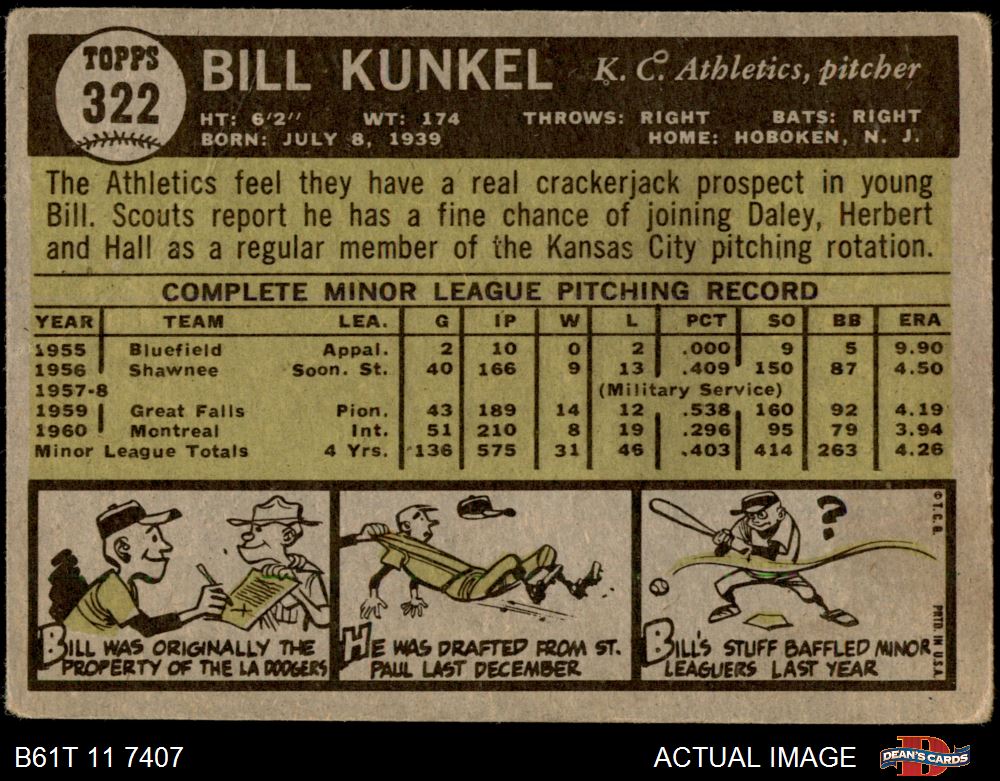 TOPPS
322
BILL KUNKEL K. C. Athletics, pitcher
HT: 6'2" WT: 174 THROWS: RIGHT BATS: RIGHT
BORN: JULY 8, 1939 HOME: HOBOKEN, N. J.
The Athletics feel they have a real crackerjack prospect in young
Bill. Scouts report he has a fine chance of joining Daley, Herbert
and Hall as a regular member of the Kansas City pitching rotation.
COMPLETE MINOR LEAGUE PITCHING RECORD
YEAR TEAM LEA. G IP W L PCT SO BB ERA
1955 Bluefield Appal. 2 10 0 2 .000 9 5 9.90
1956 Shawnee Soon. St. 40 166 9 13 .409 150 87 4.50
1957-8 (Military Service)
1959 Great Falls Pion. 43 189 14 12 .538 160 92 4.19
1960 Montreal Int. 51 210 8 19 .296 95 79 3.94
Minor League Totals 4 Yrs. 136 575 31 46 .403 414 263 4.26
BILL WAS ORIGINALLY THE
PROPERTY OF THE LA DODGERS
HE WAS DRAFTED FROM ST.
PAUL LAST DECEMBER
?
BILL'S STUFF BAFFLED MINOR
LEAGUERS LAST YEAR
© T. C. G.
PRTD. IN U.S.A.
B61T 11 7407 ACTUAL IMAGE
DEAN'S CARDS